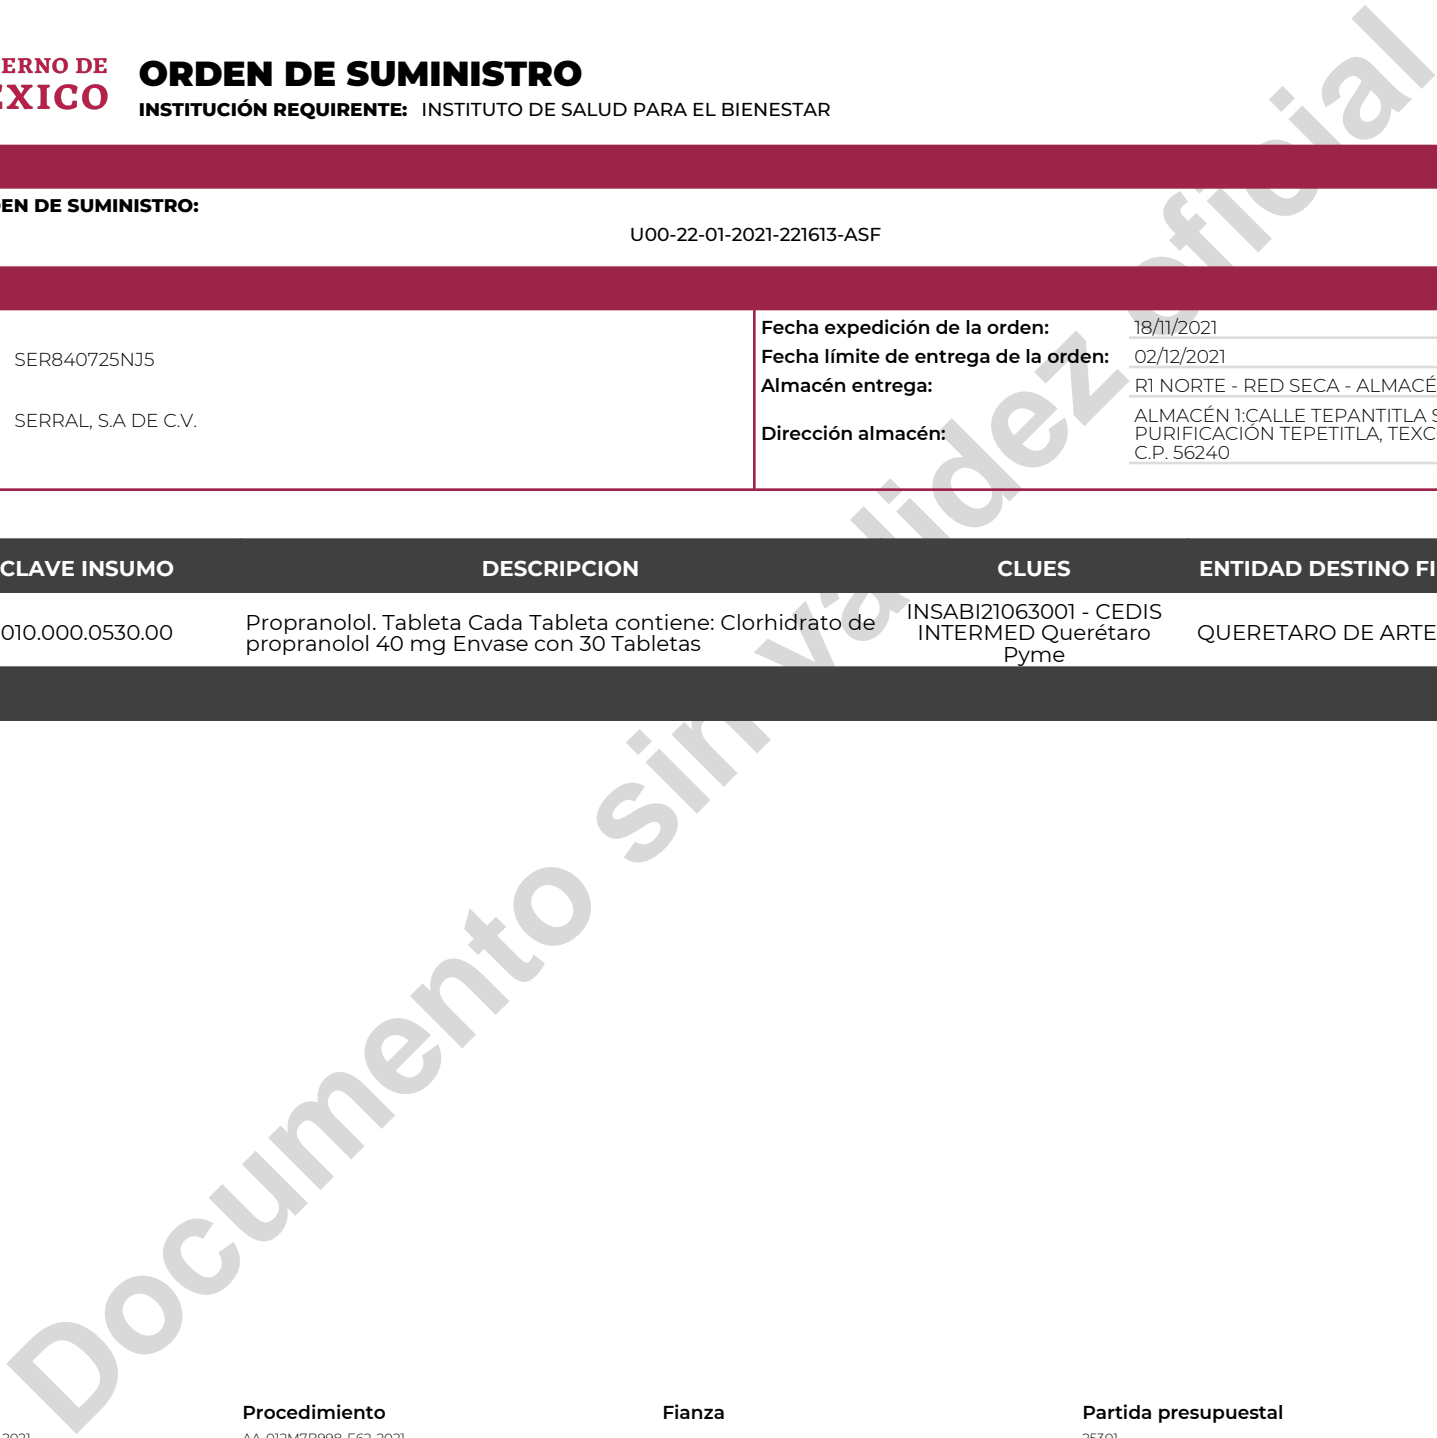 ERNO DE
EXICO
ORDEN DE SUMINISTRO
INSTITUCIÓN REQUIRENTE: INSTITUTO DE SALUD PARA EL BIENESTAR
EN DE SUMINISTRO:
U00-22-01-2021-221613-ASF
SER840725NJ5
SERRAL, S.A DE C.V.
Fecha expedición de la orden: 18/11/2021
Fecha límite de entrega de la orden: 02/12/2021
Almacén entrega: R1 NORTE - RED SECA - ALMACÉ
Dirección almacén: ALMACÉN 1:CALLE TEPANTITLA S
PURIFICACIÓN TEPETITLA, TEXC
C.P. 56240
CLAVE INSUMO DESCRIPCION CLUES ENTIDAD DESTINO FI
010.000.0530.00
Propranolol. Tableta Cada Tableta contiene: Clorhidrato de
propranolol 40 mg Envase con 30 Tabletas
INSABI21063001 - CEDIS
INTERMED Querétaro
Pyme
QUERETARO DE ARTE
Documento sin validez oficial
Procedimiento Fianza Partida presupuestal